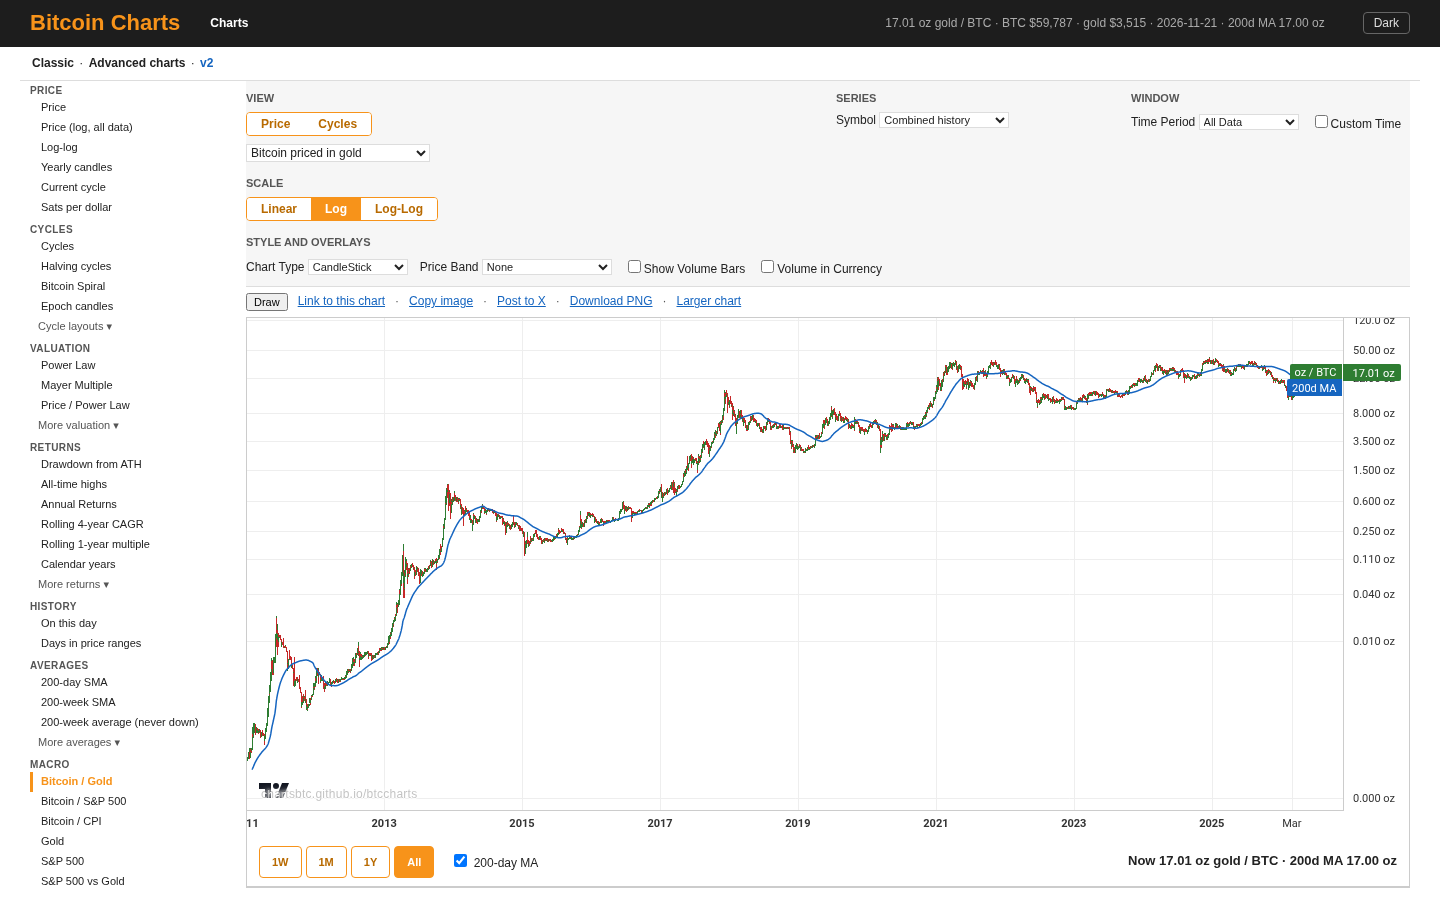 Bitcoin Charts
Charts
17.01 oz gold / BTC · BTC $59,787 · gold $3,515 · 2026-11-21 · 200d MA 17.00 oz
Dark
Classic · Advanced charts · v2
PRICE
Price
Price (log, all data)
Log-log
Yearly candles
Current cycle
Sats per dollar
CYCLES
Cycles
Halving cycles
Bitcoin Spiral
Epoch candles
Cycle layouts ▾
VALUATION
Power Law
Mayer Multiple
Price / Power Law
More valuation ▾
RETURNS
Drawdown from ATH
All-time highs
Annual Returns
Rolling 4-year CAGR
Rolling 1-year multiple
Calendar years
More returns ▾
HISTORY
On this day
Days in price ranges
AVERAGES
200-day SMA
200-week SMA
200-week average (never down)
More averages ▾
MACRO
Bitcoin / Gold
Bitcoin / S&P 500
Bitcoin / CPI
Gold
S&P 500
S&P 500 vs Gold
VIEW
Price Cycles
Bitcoin priced in gold
SERIES
Symbol Combined history
WINDOW
Time Period All Data Custom Time
SCALE
Linear Log Log-Log
STYLE AND OVERLAYS
Chart Type CandleStick Price Band None Show Volume Bars Volume in Currency
Draw Link to this chart · Copy image · Post to X · Download PNG · Larger chart
120.0 oz
50.00 oz
oz / BTC 17.01 oz
200d MA
8.000 oz
3.500 oz
1.500 oz
0.600 oz
0.250 oz
0.110 oz
0.040 oz
0.010 oz
0.000 oz
chartsbtc.github.io/btccharts
11 2013 2015 2017 2019 2021 2023 2025 Mar
1W 1M 1Y All 200-day MA
Now 17.01 oz gold / BTC · 200d MA 17.00 oz